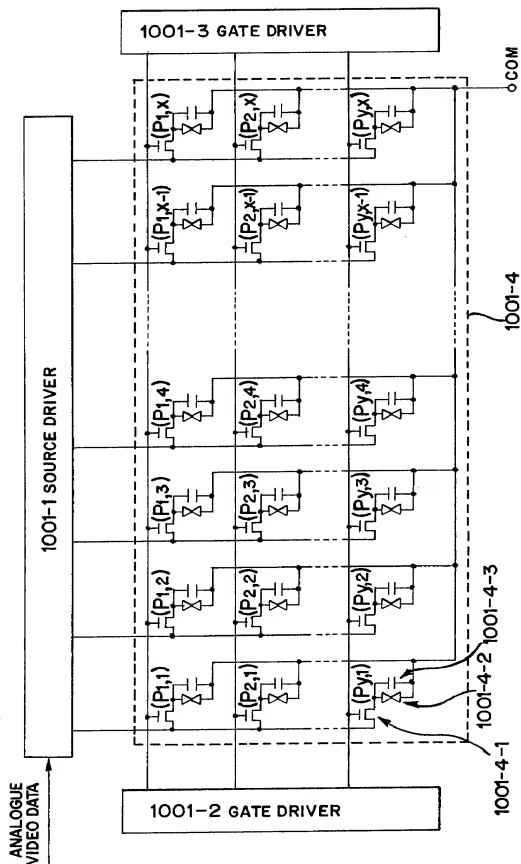 ANALOGUE
VIDEO DATA
1001-1 SOURCE DRIVER
1001-2 GATE DRIVER
1001-3 GATE DRIVER
(P1,1) (P1,2) (P1,3) (P1,4) (P1,x-1) (P1,x)
(P2,1) (P2,2) (P2,3) (P2,4) (P2,x-1) (P2,x)
(Py,1) (Py,2) (Py,3) (Py,4) (Py,x-1) (Py,x)
1001-4-1
1001-4-2
1001-4-3
1001-4
COM